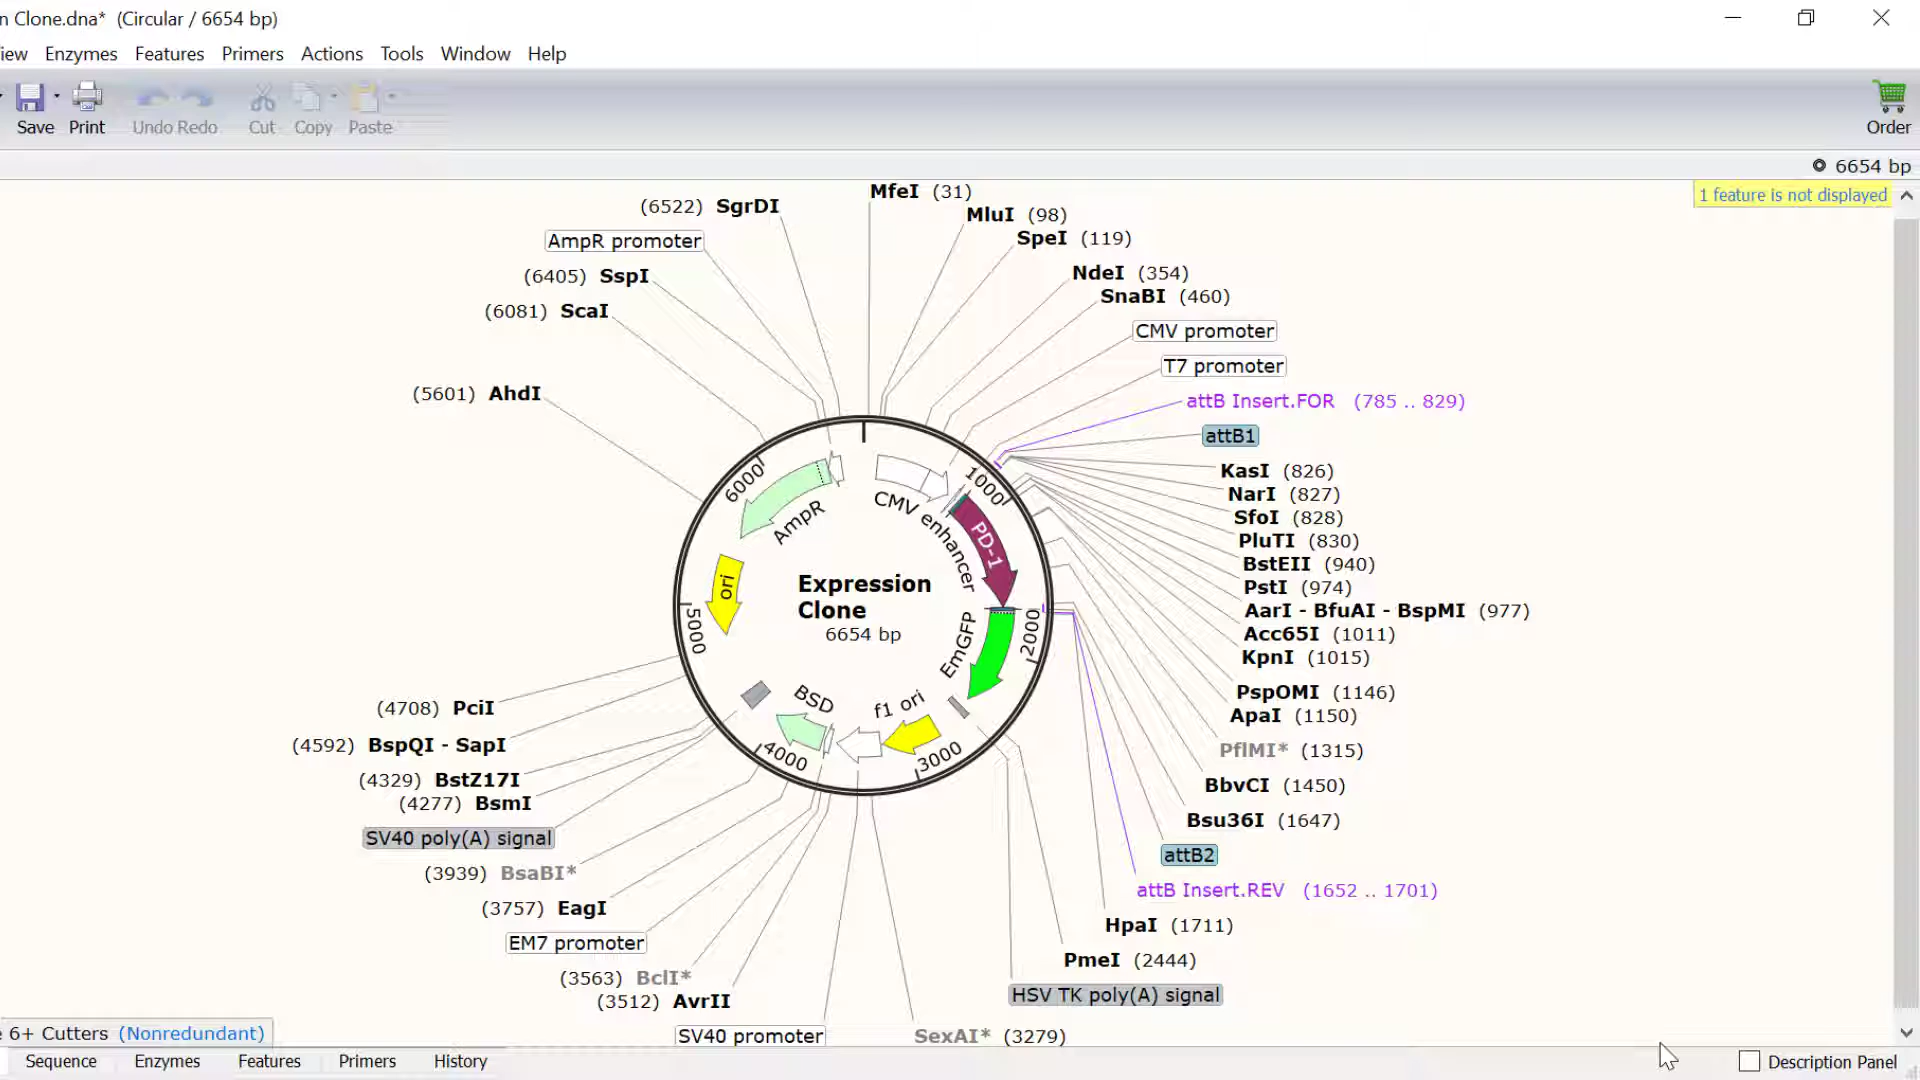 n Clone.dna* (Circular / 6654 bp)
iew Enzymes Features Primers Actions Tools Window Help
Save Print Undo Redo Cut Copy Paste Order
6654 bp
1 feature is not displayed
MfeI (31)
(6522) SgrDI
MluI (98)
SpeI (119)
AmpR promoter
NdeI (354)
(6405) SspI
SnaBI (460)
(6081) ScaI
CMV promoter
T7 promoter
(5601) AhdI
attB Insert.FOR (785 .. 829)
attB1
KasI (826)
NarI (827)
SfoI (828)
PluTI (830)
BstEII (940)
PstI (974)
AarI - BfuAI - BspMI (977)
Acc65I (1011)
KpnI (1015)
PspOMI (1146)
ApaI (1150)
PflMI* (1315)
BbvCI (1450)
Bsu36I (1647)
attB2
attB Insert.REV (1652 .. 1701)
HpaI (1711)
PmeI (2444)
HSV TK poly(A) signal
SexAI* (3279)
SV40 promoter
(3512) AvrII
(3563) BclI*
EM7 promoter
(3757) EagI
(3939) BsaBI*
SV40 poly(A) signal
(4277) BsmI
(4329) BstZ17I
(4592) BspQI - SapI
(4708) PciI
1000
2000
3000
4000
5000
6000
CMV enhancer
PD-1
EmGFP
f1 ori
BSD
ori
AmpR
Expression
Clone
6654 bp
e 6+ Cutters (Nonredundant)
Sequence Enzymes Features Primers History
Description Panel